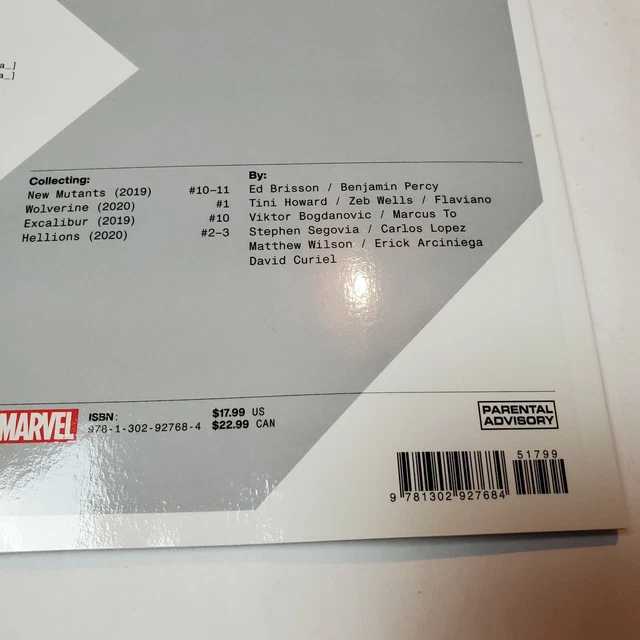 a_]
a_]
Collecting:
New Mutants (2019) #10–11
Wolverine (2020) #1
Excalibur (2019) #10
Hellions (2020) #2–3
By:
Ed Brisson / Benjamin Percy
Tini Howard / Zeb Wells / Flaviano
Viktor Bogdanovic / Marcus To
Stephen Segovia / Carlos Lopez
Matthew Wilson / Erick Arciniega
David Curiel
MARVEL
ISBN:
978-1-302-92768-4
$17.99 US
$22.99 CAN
PARENTAL
ADVISORY
51799
9 781302 927684